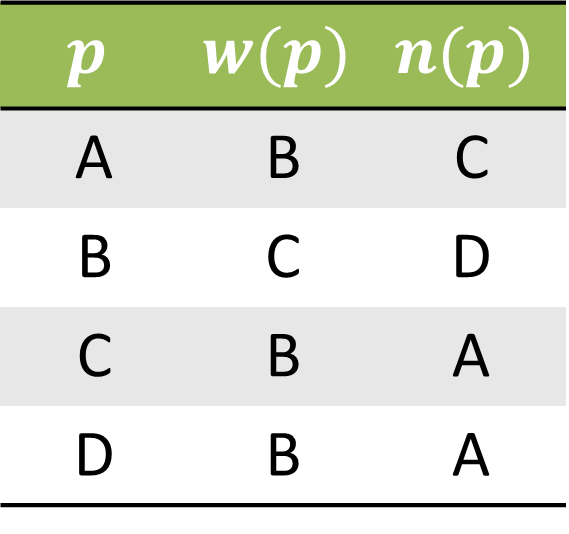 p w(p) n(p)
A B C
B C D
C B A
D B A